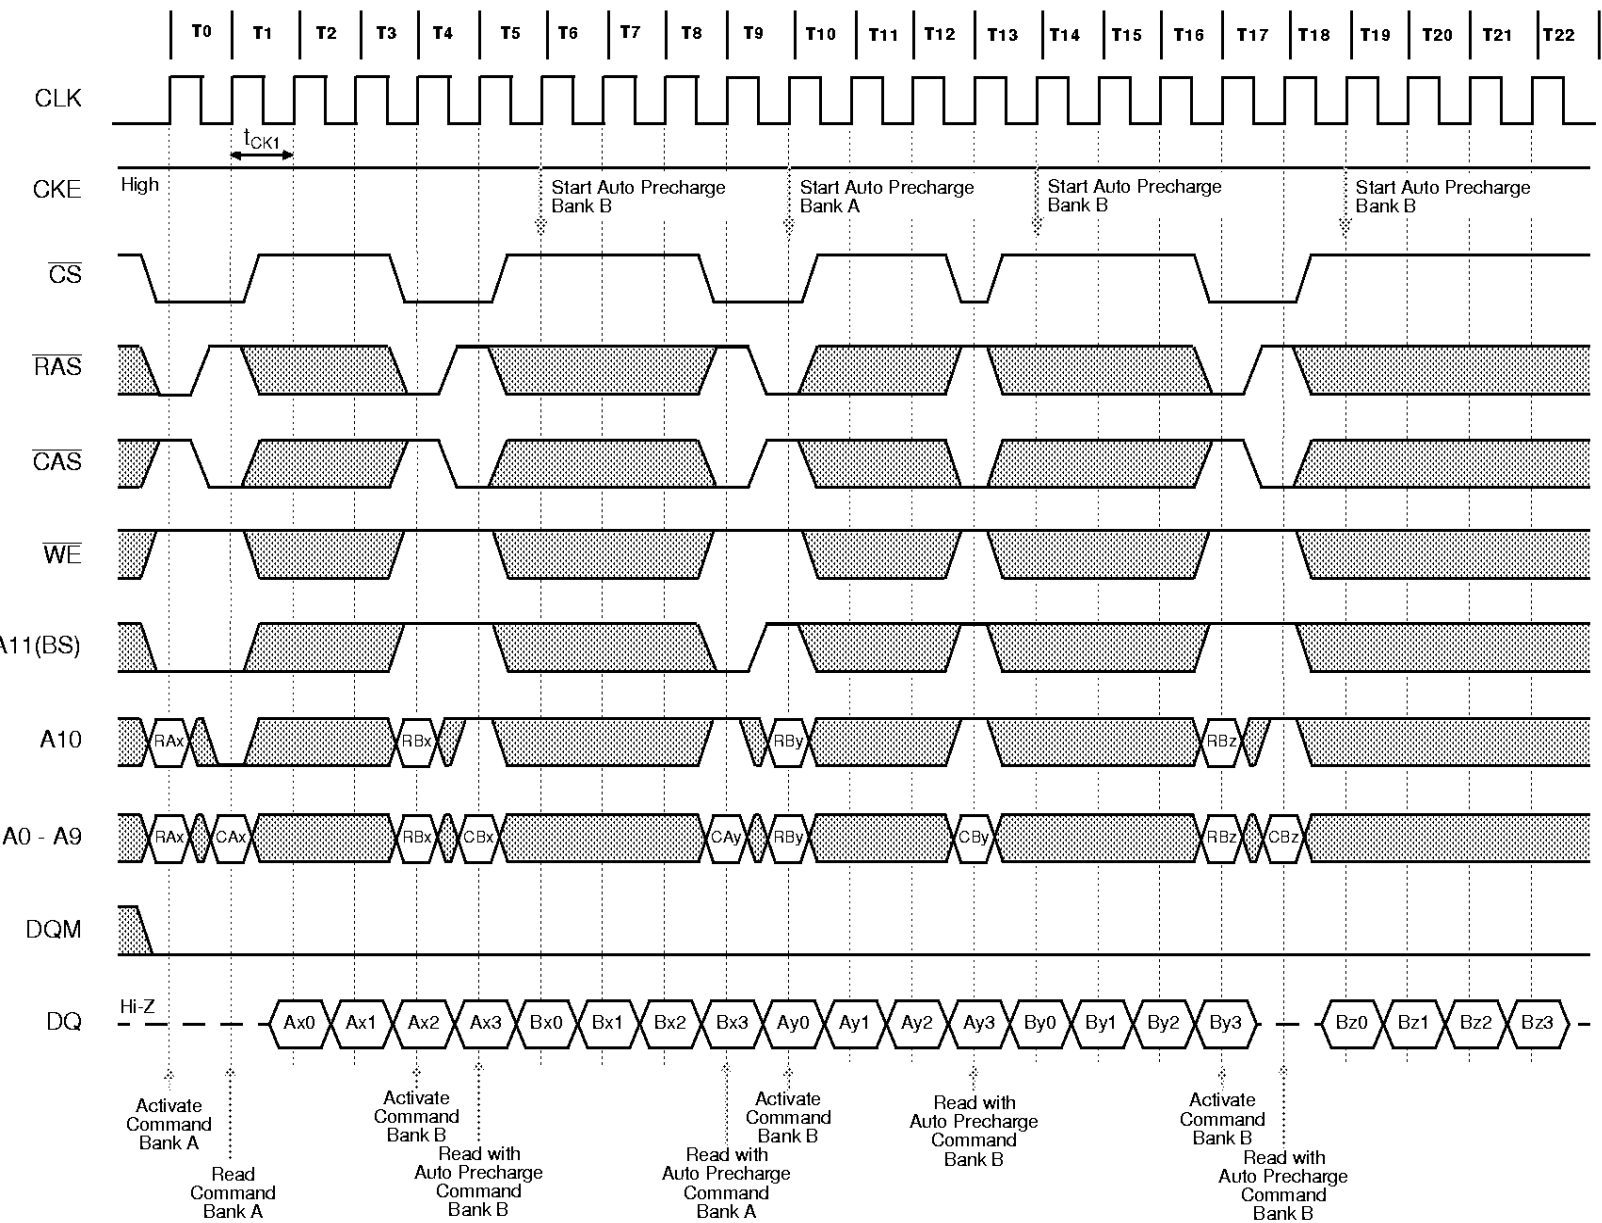 T0 T1 T2 T3 T4 T5 T6 T7 T8 T9 T10 T11 T12 T13 T14 T15 T16 T17 T18 T19 T20 T21 T22
CLK
tCK1
CKE
High
Start Auto Precharge
Bank B
Start Auto Precharge
Bank A
Start Auto Precharge
Bank B
Start Auto Precharge
Bank B
CS
RAS
CAS
WE
A11(BS)
A10
RAx RBx RBy RBz
A0 - A9
RAx CAx RBx CBx CAy RBy CBy RBz CBz
DQM
DQ
Hi-Z
Ax0 Ax1 Ax2 Ax3 Bx0 Bx1 Bx2 Bx3 Ay0 Ay1 Ay2 Ay3 By0 By1 By2 By3 Bz0 Bz1 Bz2 Bz3
Activate
Command
Bank A
Read
Command
Bank A
Activate
Command
Bank B
Read with
Auto Precharge
Command
Bank B
Read with
Auto Precharge
Command
Bank A
Activate
Command
Bank B
Read with
Auto Precharge
Command
Bank B
Activate
Command
Bank B
Read with
Auto Precharge
Command
Bank B